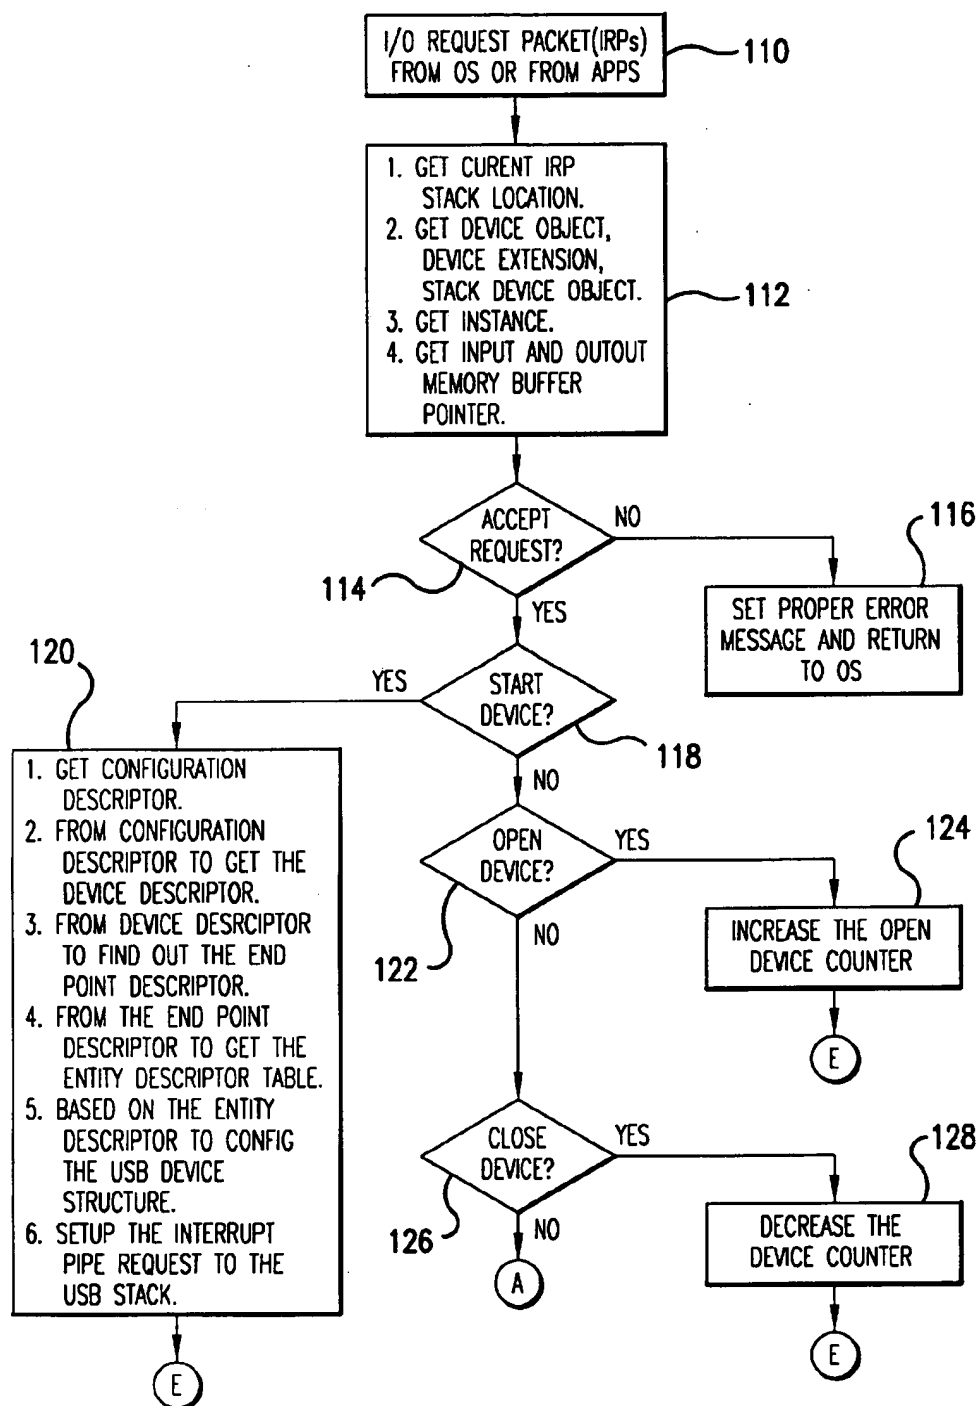 I/O REQUEST PACKET(IRPs)
FROM OS OR FROM APPS
110
1. GET CURENT IRP
STACK LOCATION.
2. GET DEVICE OBJECT,
DEVICE EXTENSION,
STACK DEVICE OBJECT.
3. GET INSTANCE.
4. GET INPUT AND OUTOUT
MEMORY BUFFER
POINTER.
112
ACCEPT
REQUEST?
114
NO
YES
116
SET PROPER ERROR
MESSAGE AND RETURN
TO OS
START
DEVICE?
118
YES
NO
120
1. GET CONFIGURATION
DESCRIPTOR.
2. FROM CONFIGURATION
DESCRIPTOR TO GET THE
DEVICE DESCRIPTOR.
3. FROM DEVICE DESRCIPTOR
TO FIND OUT THE END
POINT DESCRIPTOR.
4. FROM THE END POINT
DESCRIPTOR TO GET THE
ENTITY DESCRIPTOR TABLE.
5. BASED ON THE ENTITY
DESCRIPTOR TO CONFIG
THE USB DEVICE
STRUCTURE.
6. SETUP THE INTERRUPT
PIPE REQUEST TO THE
USB STACK.
E
OPEN
DEVICE?
122
YES
NO
124
INCREASE THE OPEN
DEVICE COUNTER
E
CLOSE
DEVICE?
126
YES
NO
A
128
DECREASE THE
DEVICE COUNTER
E